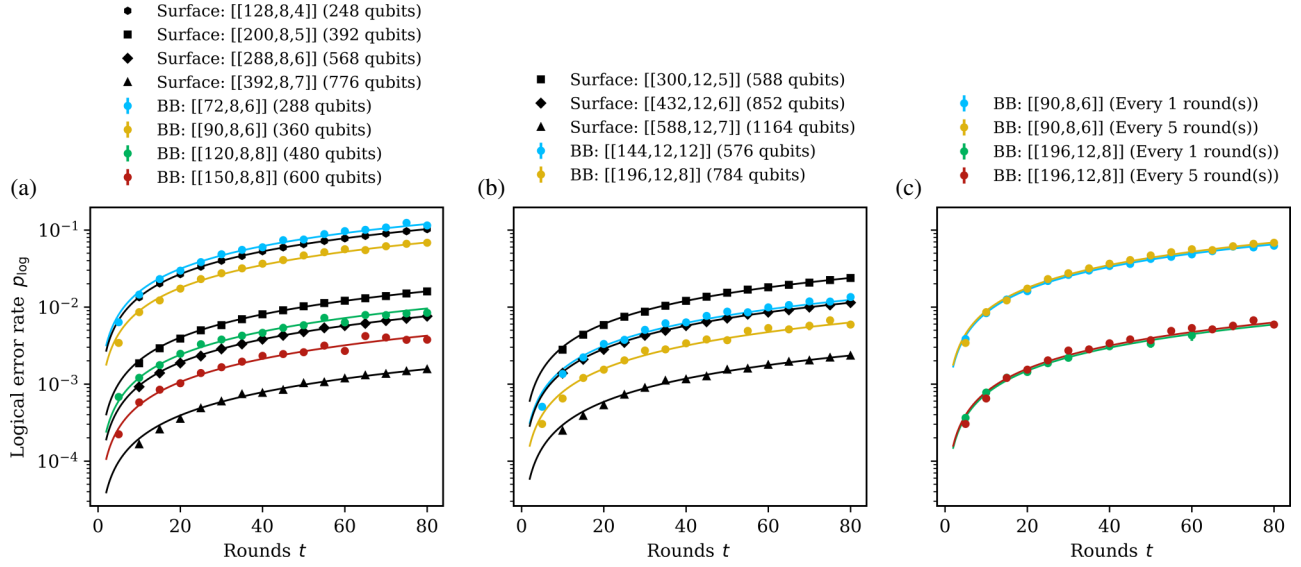 Surface: [[128,8,4]] (248 qubits)
Surface: [[200,8,5]] (392 qubits)
Surface: [[288,8,6]] (568 qubits)
Surface: [[392,8,7]] (776 qubits)
BB: [[72,8,6]] (288 qubits)
BB: [[90,8,6]] (360 qubits)
BB: [[120,8,8]] (480 qubits)
BB: [[150,8,8]] (600 qubits)
(a)
10⁻¹
10⁻²
10⁻³
10⁻⁴
Logical error rate p_log
0 20 40 60 80
Rounds t
Surface: [[300,12,5]] (588 qubits)
Surface: [[432,12,6]] (852 qubits)
Surface: [[588,12,7]] (1164 qubits)
BB: [[144,12,12]] (576 qubits)
BB: [[196,12,8]] (784 qubits)
(b)
0 20 40 60 80
Rounds t
BB: [[90,8,6]] (Every 1 round(s))
BB: [[90,8,6]] (Every 5 round(s))
BB: [[196,12,8]] (Every 1 round(s))
BB: [[196,12,8]] (Every 5 round(s))
(c)
0 20 40 60 80
Rounds t